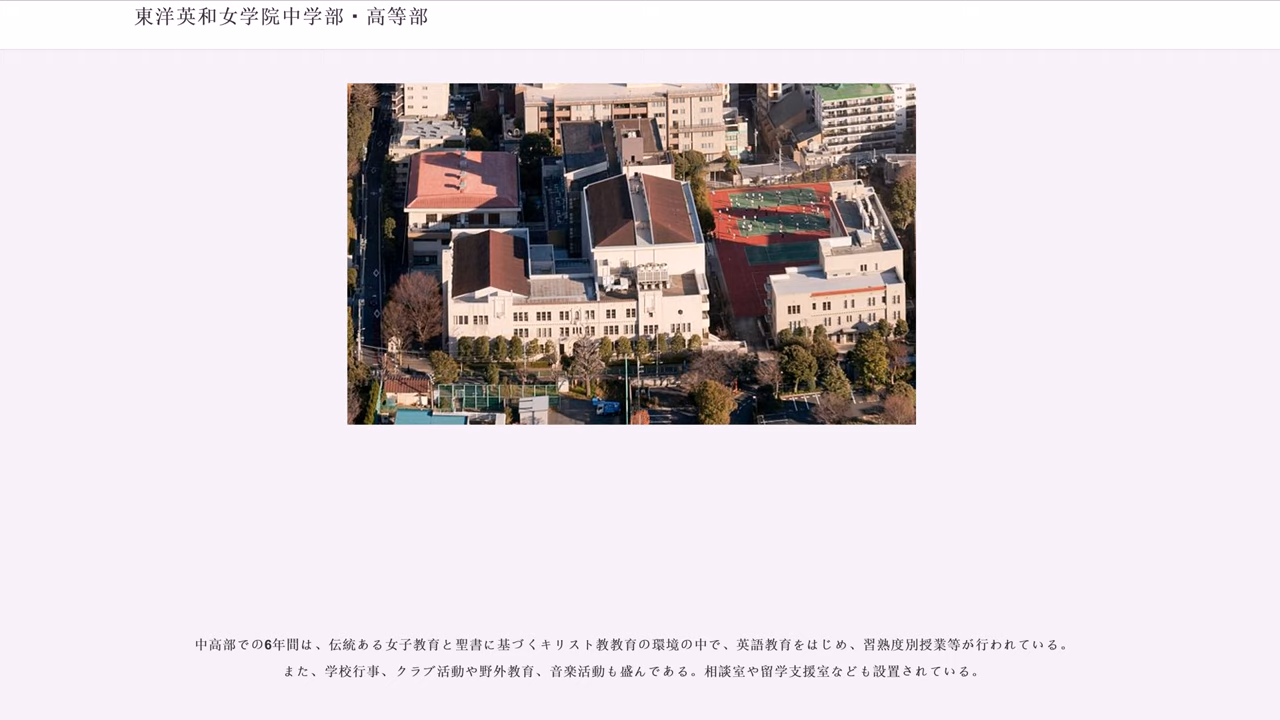 東洋英和女学院中学部・高等部
中高部での6年間は、伝統ある女子教育と聖書に基づくキリスト教教育の環境の中で、英語教育をはじめ、習熟度別授業等が行われている。
また、学校行事、クラブ活動や野外教育、音楽活動も盛んである。相談室や留学支援室なども設置されている。